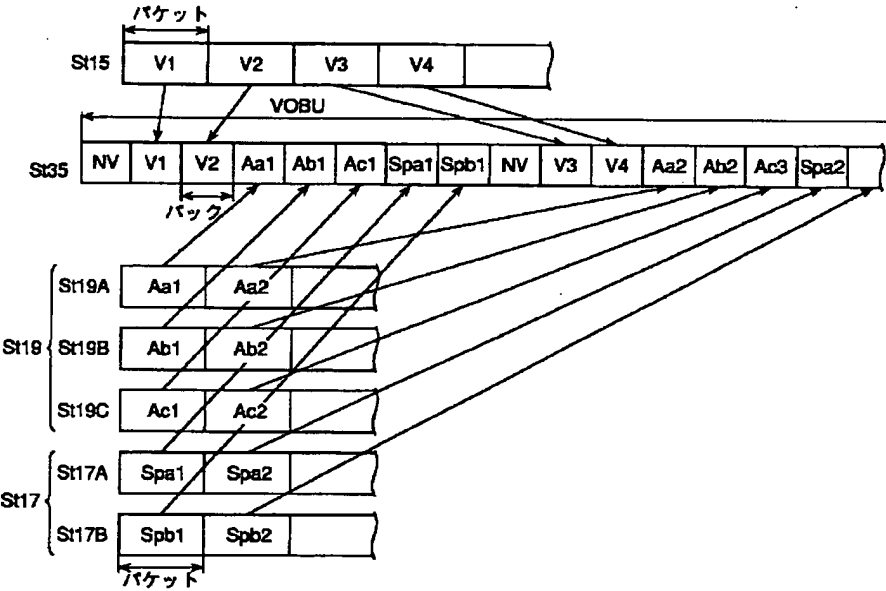 パケット
St15 V1 V2 V3 V4
VOBU
St35 NV V1 V2 Aa1 Ab1 Ac1 Spa1 Spb1 NV V3 V4 Aa2 Ab2 Ac3 Spa2
パック
St19A Aa1 Aa2
St19 St19B Ab1 Ab2
St19C Ac1 Ac2
St17A Spa1 Spa2
St17
St17B Spb1 Spb2
パケット